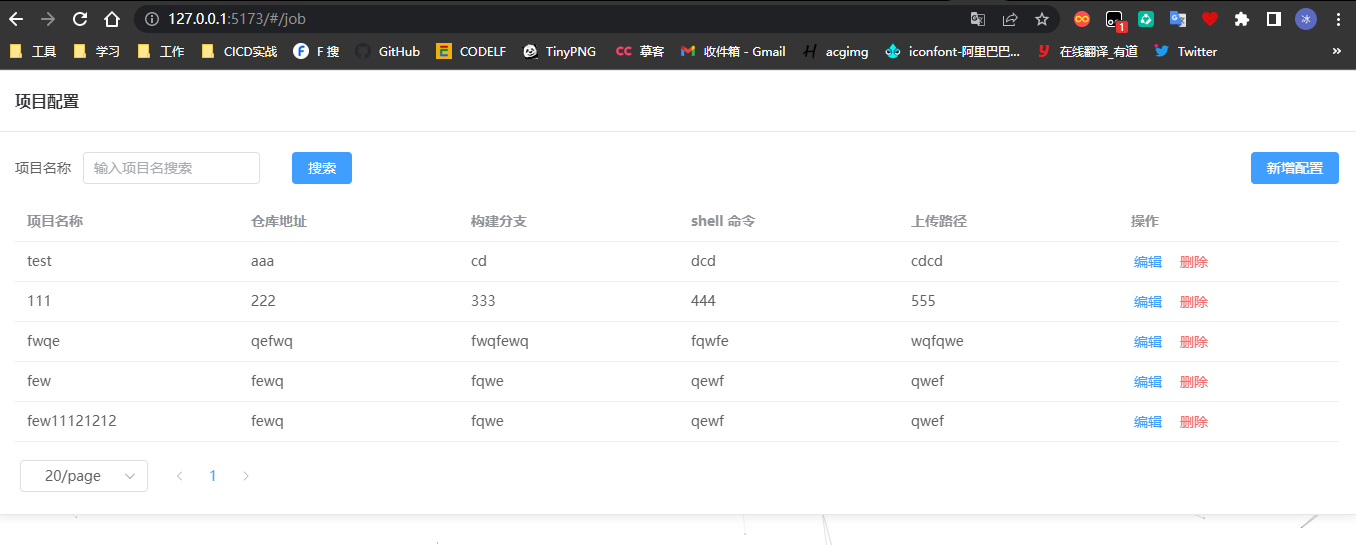 127.0.0.1:5173/#/job
1
工具 学习 工作 CICD实战 F 搜 GitHub CODELF TinyPNG 慕客 收件箱 - Gmail acgimg iconfont-阿里巴巴... 在线翻译_有道 Twitter »
项目配置
项目名称 输入项目名搜索 搜索 新增配置
项目名称 仓库地址 构建分支 shell 命令 上传路径 操作
test aaa cd dcd cdcd 编辑 删除
111 222 333 444 555 编辑 删除
fwqe qefwq fwqfewq fqwfe wqfqwe 编辑 删除
few fewq fqwe qewf qwef 编辑 删除
few11121212 fewq fqwe qewf qwef 编辑 删除
20/page 1